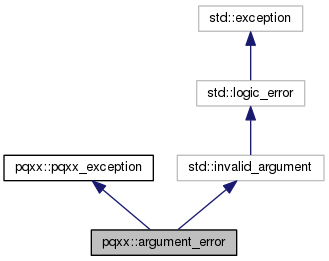 std::exception
std::logic_error
pqxx::pqxx_exception
std::invalid_argument
pqxx::argument_error